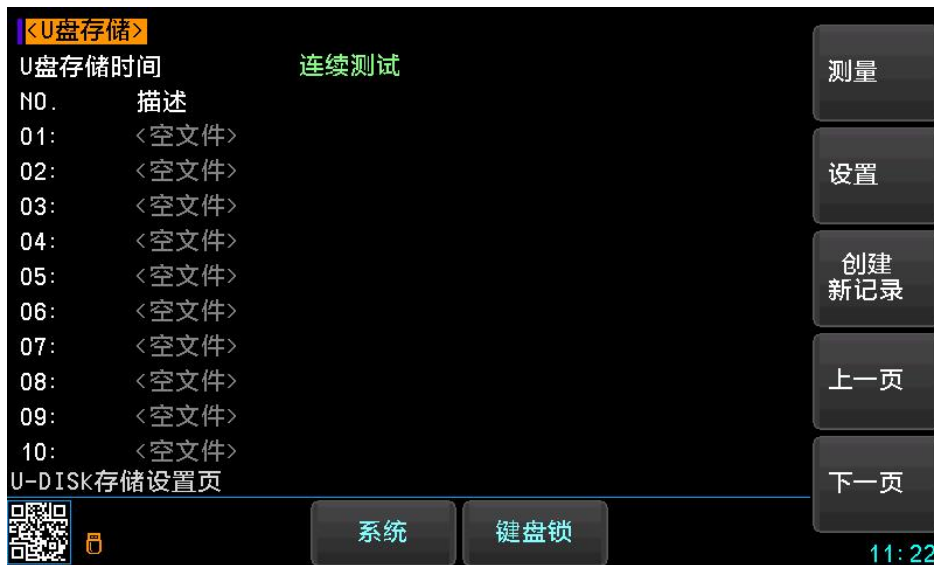 <U盘存储>
U盘存储时间 连续测试
NO. 描述
01: <空文件>
02: <空文件>
03: <空文件>
04: <空文件>
05: <空文件>
06: <空文件>
07: <空文件>
08: <空文件>
09: <空文件>
10: <空文件>
U-DISK存储设置页
测量
设置
创建
新记录
上一页
下一页
系统 键盘锁
11:22